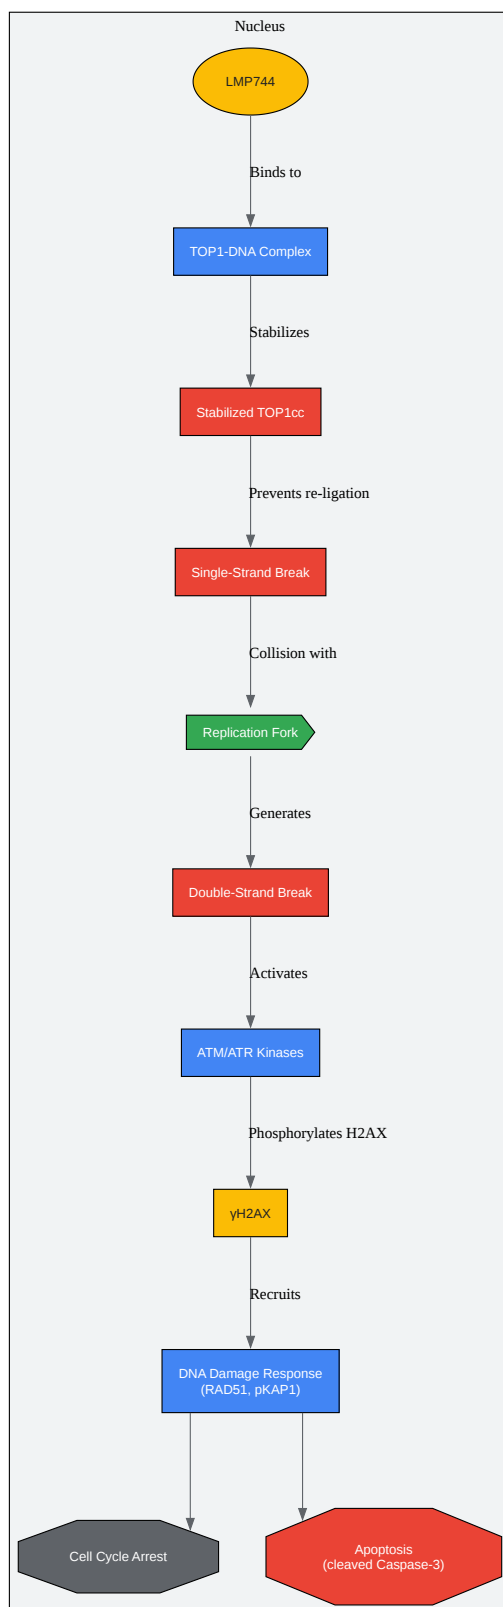 Nucleus
LMP744
Binds to
TOP1-DNA Complex
Stabilizes
Stabilized TOP1cc
Prevents re-ligation
Single-Strand Break
Collision with
Replication Fork
Generates
Double-Strand Break
Activates
ATM/ATR Kinases
Phosphorylates H2AX
γH2AX
Recruits
DNA Damage Response
(RAD51, pKAP1)
Cell Cycle Arrest
Apoptosis
(cleaved Caspase-3)